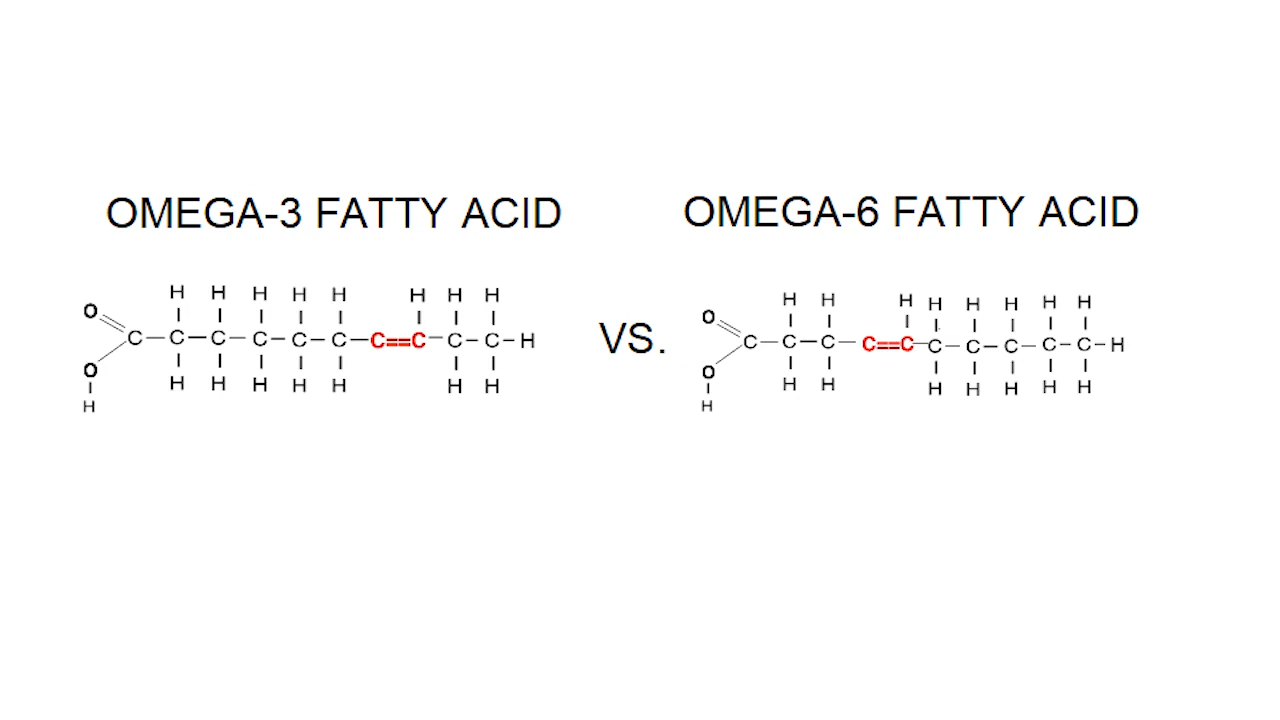 OMEGA-3 FATTY ACID
H H H H H H H H
O
C-C-C-C-C-C-C=C-C-C-H
O
H H H H H H H
H
VS.
OMEGA-6 FATTY ACID
H H H H H H H H
O
C-C-C-C=C-C-C-C-C-C-H
O
H H H H H H H
H